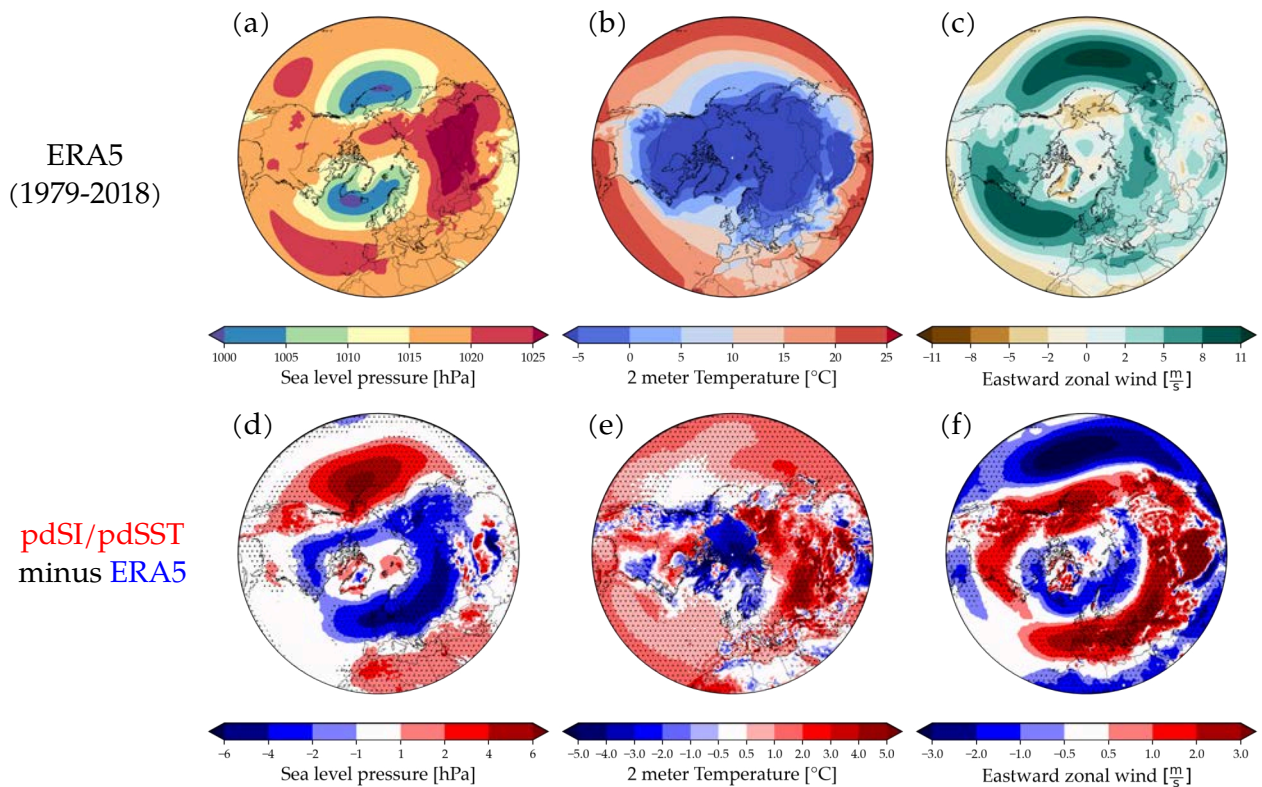 (a)
(b)
(c)
ERA5
(1979-2018)
1000 1005 1010 1015 1020 1025
Sea level pressure [hPa]
−5 0 5 10 15 20 25
2 meter Temperature [°C]
−11 −8 −5 −2 0 2 5 8 11
Eastward zonal wind [m/s]
(d)
(e)
(f)
pdSI/pdSST
minus ERA5
−6 −4 −2 −1 1 2 4 6
Sea level pressure [hPa]
−5.0 −3.0 −2.0 −1.0 −0.5 0.5 1.0 2.0 3.0 5.0
2 meter Temperature [°C]
−3.0 −2.0 −1.0 −0.5 0.5 1.0 2.0 3.0
Eastward zonal wind [m/s]